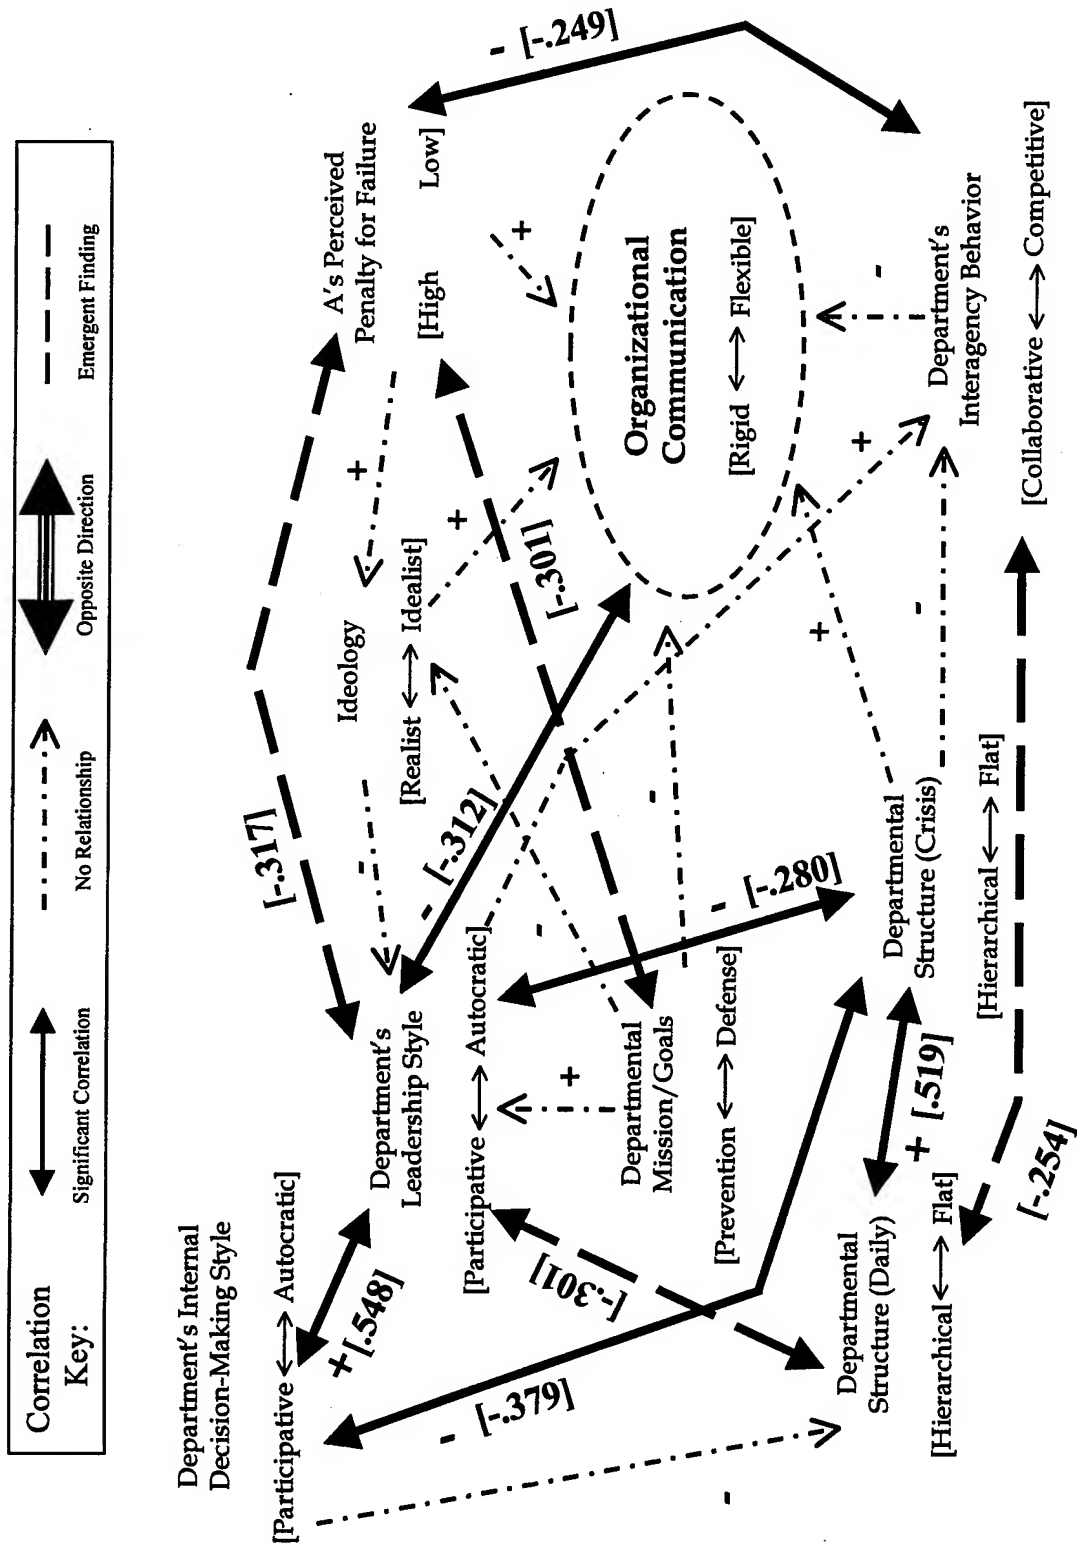 Correlation
Key:
Significant Correlation
No Relationship
Opposite Direction
Emergent Finding
Department's Internal
Decision-Making Style
[Participative Autocratic]
+ [.548]
Department's
Leadership Style
[Participative Autocratic]
[-.317]
A's Perceived
Penalty for Failure
[High Low]
- [-.249]
Ideology
[Realist Idealist]
-
+
+
+
- [-.312]
[-.301]
Organizational
Communication
[Rigid Flexible]
Departmental
Mission/Goals
[Prevention Defense]
+
-
-
- [-.280]
[-.301]
- [-.379]
-
Departmental
Structure (Daily)
[Hierarchical Flat]
+ [.519]
Departmental
Structure (Crisis)
[Hierarchical Flat]
+
-
+
-
Department's
Interagency Behavior
[Collaborative Competitive]
[-.254]